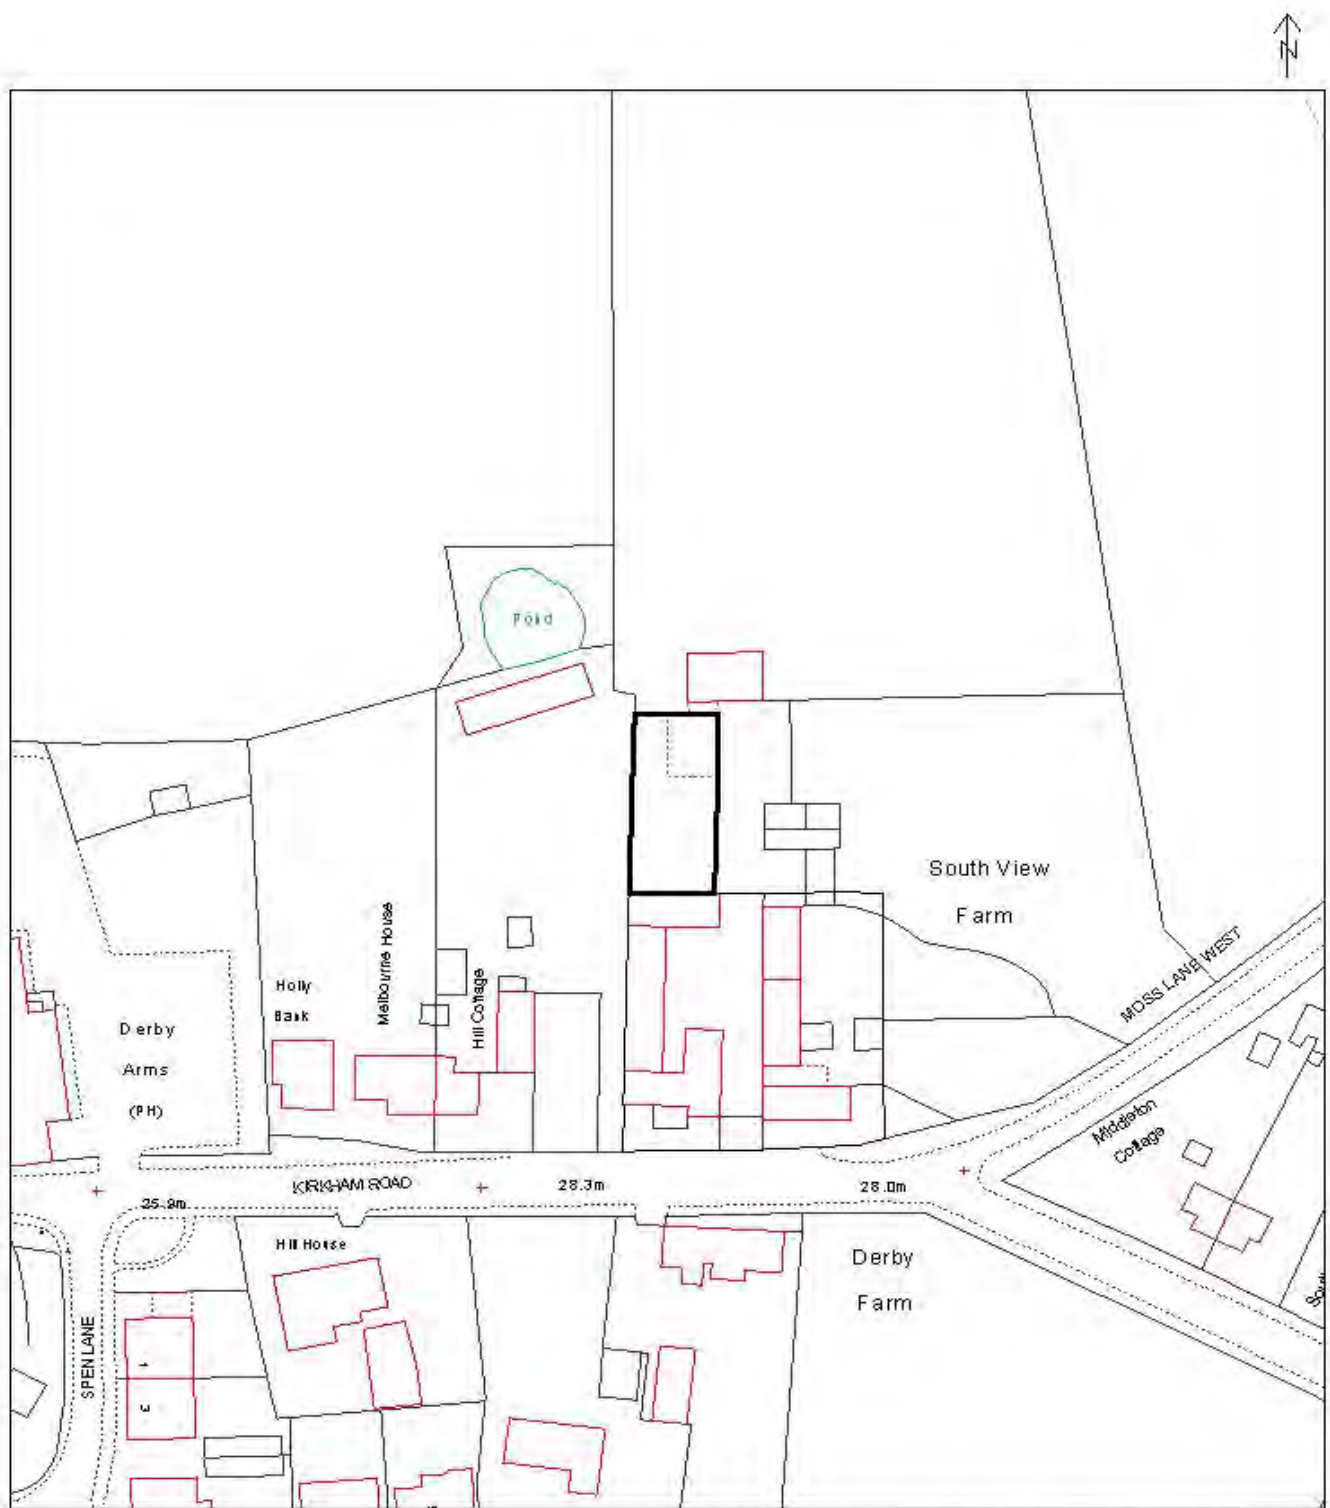 N
Pond
South View
Farm
MOSS LANE WEST
Melbourne House
Holly
Bank
Hill Cottage
Derby
Arms
(PH)
Middleton
Cottage
KIRKHAM ROAD
28.3m
28.0m
25.9m
Hill House
Derby
Farm
SPEN LANE
1
3